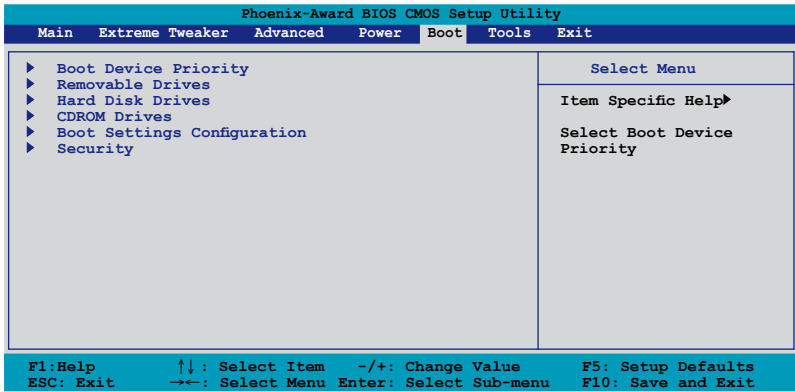 Phoenix-Award BIOS CMOS Setup Utility
Main Extreme Tweaker Advanced Power Boot Tools Exit
Boot Device Priority
Removable Drives
Hard Disk Drives
CDROM Drives
Boot Settings Configuration
Security
Select Menu
Item Specific Help
Select Boot Device
Priority
F1:Help ↑↓: Select Item -/+: Change Value F5: Setup Defaults
ESC: Exit →←: Select Menu Enter: Select Sub-menu F10: Save and Exit